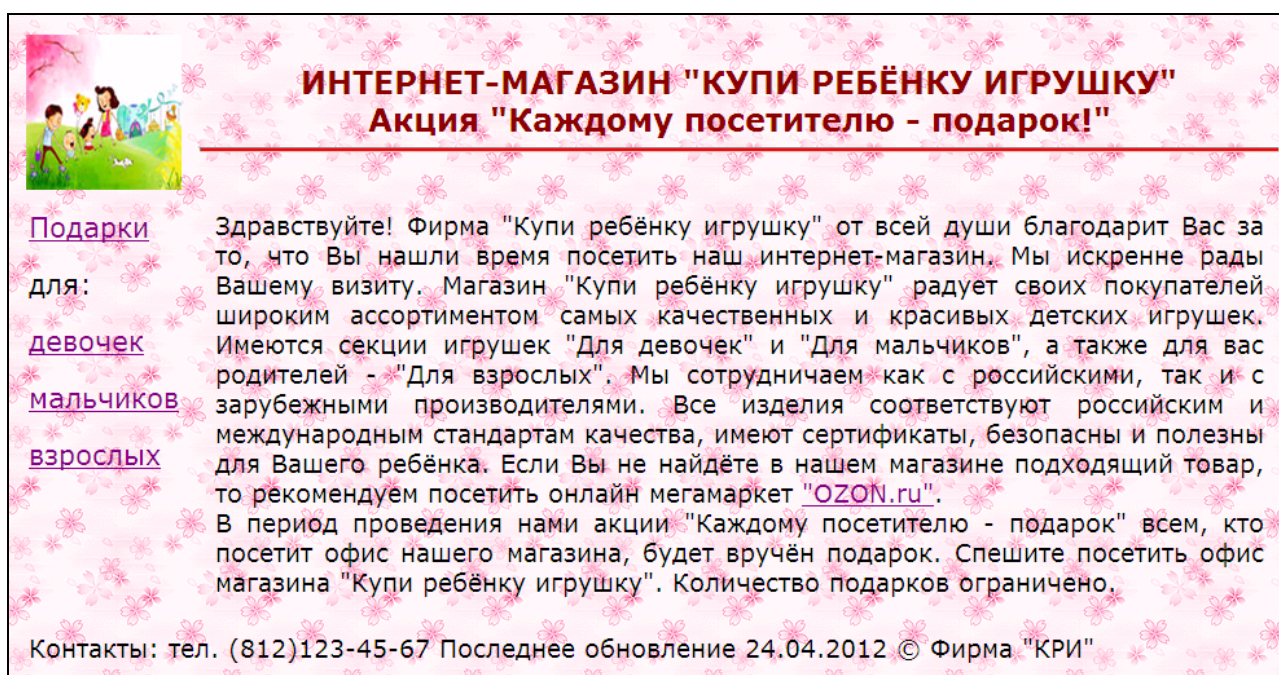 ИНТЕРНЕТ-МАГАЗИН "КУПИ РЕБЁНКУ ИГРУШКУ"
Акция "Каждому посетителю - подарок!"
Подарки
для:
девочек
мальчиков
взрослых
Здравствуйте! Фирма "Купи ребёнку игрушку" от всей души благодарит Вас за
то, что Вы нашли время посетить наш интернет-магазин. Мы искренне рады
Вашему визиту. Магазин "Купи ребёнку игрушку" радует своих покупателей
широким ассортиментом самых качественных и красивых детских игрушек.
Имеются секции игрушек "Для девочек" и "Для мальчиков", а также для вас
родителей - "Для взрослых". Мы сотрудничаем как с российскими, так и с
зарубежными производителями. Все изделия соответствуют российским и
международным стандартам качества, имеют сертификаты, безопасны и полезны
для Вашего ребёнка. Если Вы не найдёте в нашем магазине подходящий товар,
то рекомендуем посетить онлайн мегамаркет "OZON.ru".
В период проведения нами акции "Каждому посетителю - подарок" всем, кто
посетит офис нашего магазина, будет вручён подарок. Спешите посетить офис
магазина "Купи ребёнку игрушку". Количество подарков ограничено.
Контакты: тел. (812)123-45-67 Последнее обновление 24.04.2012 © Фирма "КРИ"